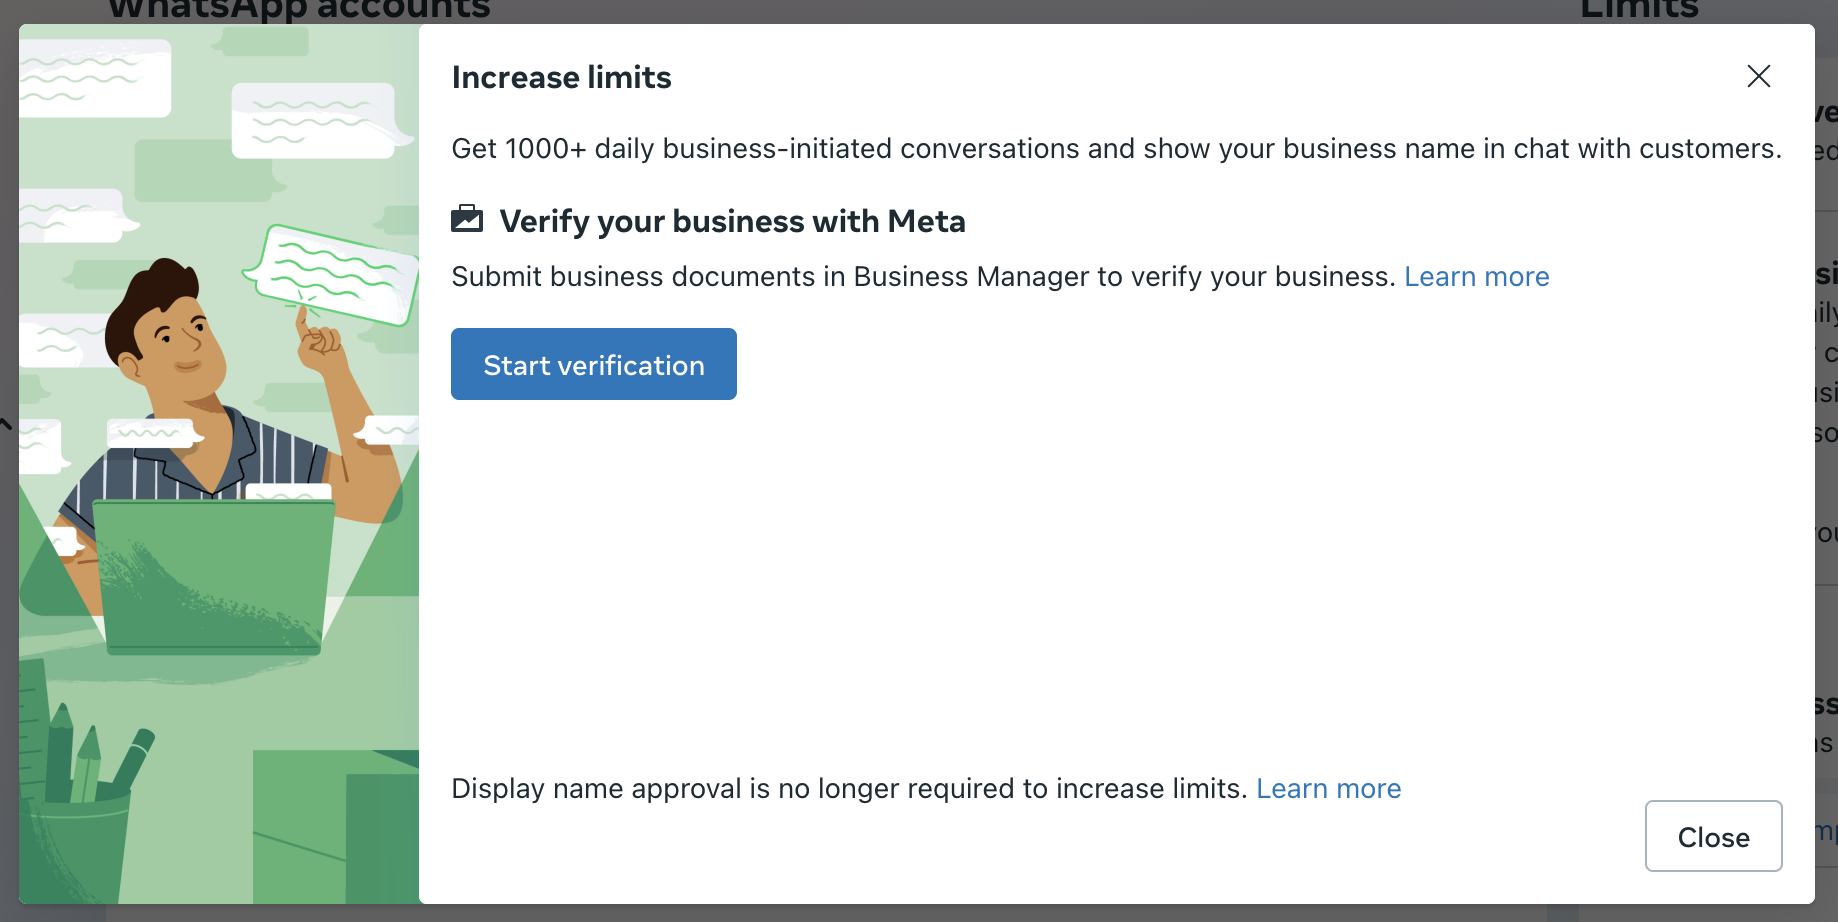 WhatsApp accounts
Limits
Increase limits
Get 1000+ daily business-initiated conversations and show your business name in chat with customers.
Verify your business with Meta
Submit business documents in Business Manager to verify your business. Learn more
Start verification
Display name approval is no longer required to increase limits. Learn more
Close